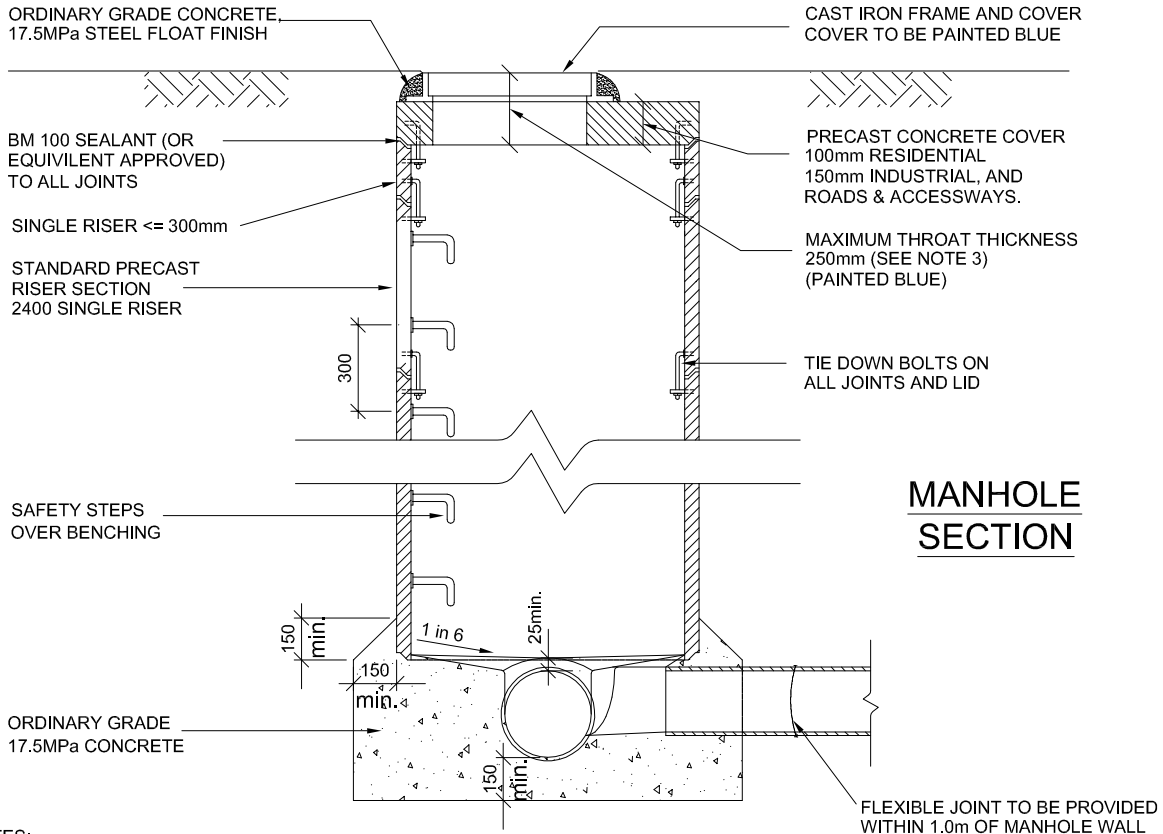 ORDINARY GRADE CONCRETE,
17.5MPa STEEL FLOAT FINISH
CAST IRON FRAME AND COVER
COVER TO BE PAINTED BLUE
BM 100 SEALANT (OR
EQUIVILENT APPROVED)
TO ALL JOINTS
PRECAST CONCRETE COVER
100mm RESIDENTIAL
150mm INDUSTRIAL, AND
ROADS & ACCESSWAYS.
SINGLE RISER <= 300mm
MAXIMUM THROAT THICKNESS
250mm (SEE NOTE 3)
(PAINTED BLUE)
STANDARD PRECAST
RISER SECTION
2400 SINGLE RISER
300
TIE DOWN BOLTS ON
ALL JOINTS AND LID
MANHOLE
SECTION
SAFETY STEPS
OVER BENCHING
150
min.
1 in 6
25min.
150
min.
ORDINARY GRADE
17.5MPa CONCRETE
150
min.
FLEXIBLE JOINT TO BE PROVIDED
WITHIN 1.0m OF MANHOLE WALL